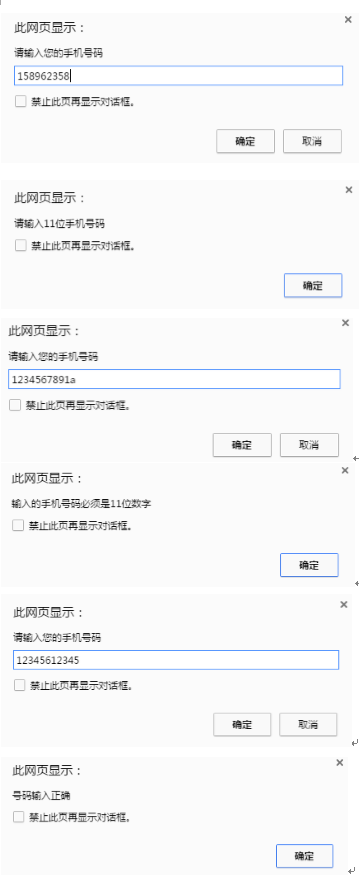 此网页显示：
请输入您的手机号码
158962358
禁止此页再显示对话框。
确定 取消
此网页显示：
请输入11位手机号码
禁止此页再显示对话框。
确定
此网页显示：
请输入您的手机号码
1234567891a
禁止此页再显示对话框。
确定 取消
此网页显示：
输入的手机号码必须是11位数字
禁止此页再显示对话框。
确定
此网页显示：
请输入您的手机号码
12345612345
禁止此页再显示对话框。
确定 取消
此网页显示：
号码输入正确
禁止此页再显示对话框。
确定